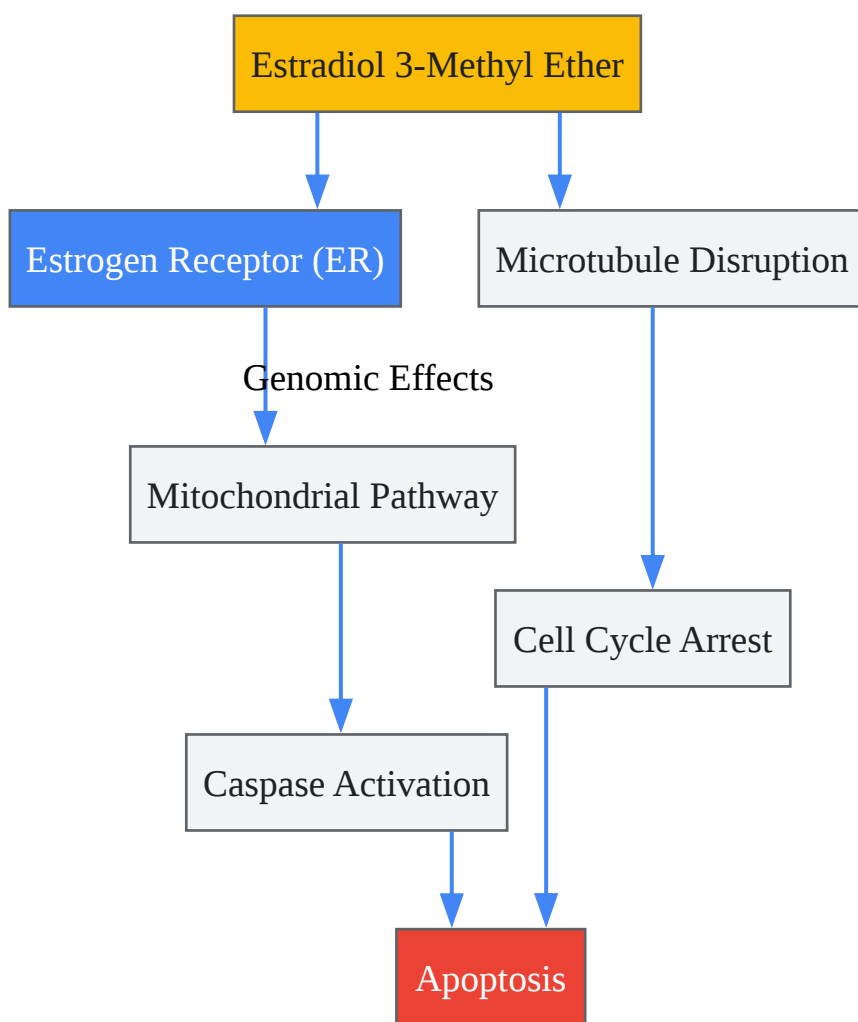 Estradiol 3-Methyl Ether
Estrogen Receptor (ER)
Microtubule Disruption
Genomic Effects
Mitochondrial Pathway
Cell Cycle Arrest
Caspase Activation
Apoptosis